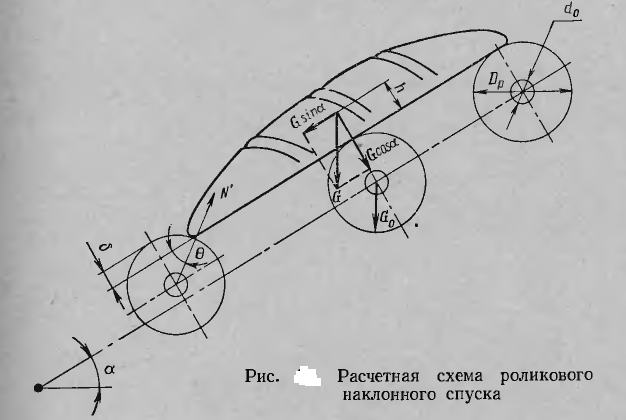 d₀
Dₚ
h
G sinα
G cosα
G
G₀
N'
θ
δ
α
Рис. Расчетная схема роликового
наклонного спуска